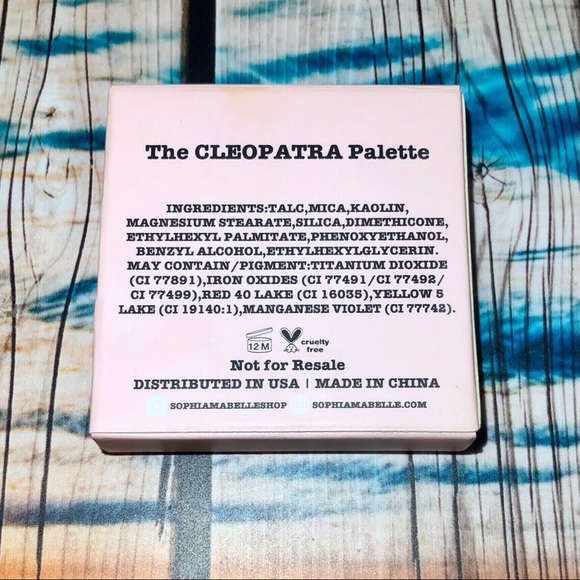 The CLEOPATRA Palette
INGREDIENTS:TALC,MICA,KAOLIN,
MAGNESIUM STEARATE,SILICA,DIMETHICONE,
ETHYLHEXYL PALMITATE,PHENOXYETHANOL,
BENZYL ALCOHOL,ETHYLHEXYLGLYCERIN.
MAY CONTAIN/PIGMENT:TITANIUM DIOXIDE
(CI 77891),IRON OXIDES (CI 77491/CI 77492/
CI 77499),RED 40 LAKE (CI 16035),YELLOW 5
LAKE (CI 19140:1),MANGANESE VIOLET (CI 77742).
12 M
cruelty
free
Not for Resale
DISTRIBUTED IN USA | MADE IN CHINA
SOPHIAMABELLESHOP SOPHIAMABELLE.COM